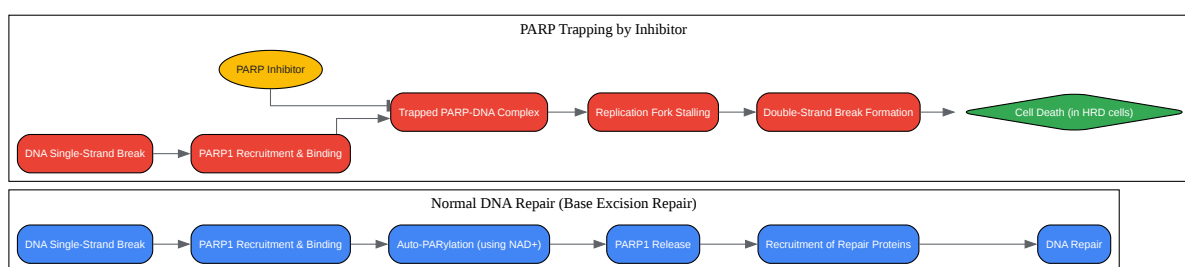 PARP Trapping by Inhibitor
PARP Inhibitor
Trapped PARP-DNA Complex
Replication Fork Stalling
Double-Strand Break Formation
Cell Death (in HRD cells)
DNA Single-Strand Break
PARP1 Recruitment & Binding
Normal DNA Repair (Base Excision Repair)
DNA Single-Strand Break
PARP1 Recruitment & Binding
Auto-PARylation (using NAD+)
PARP1 Release
Recruitment of Repair Proteins
DNA Repair